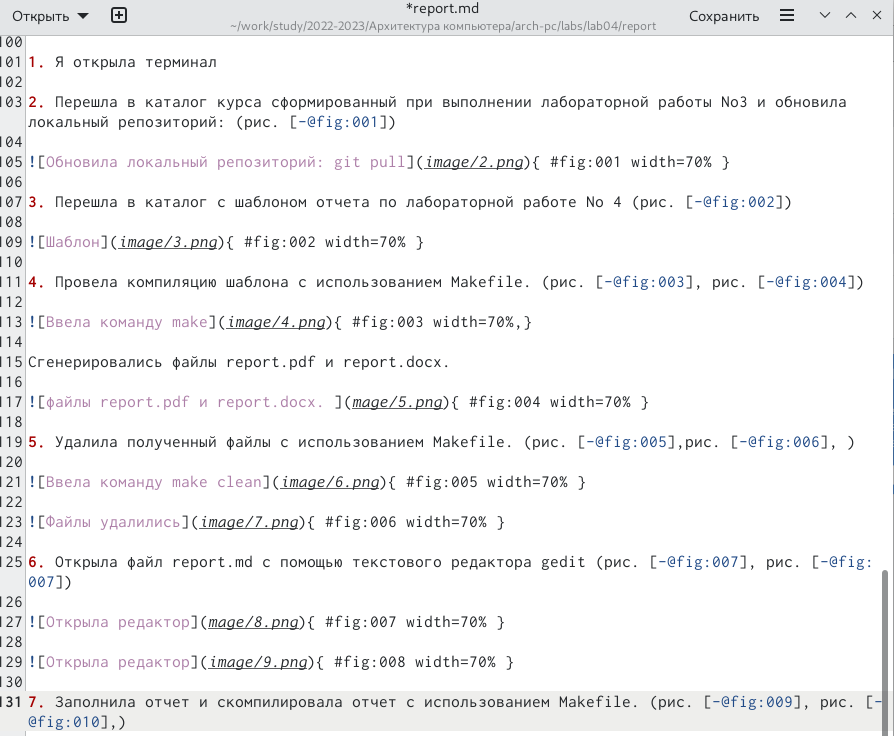 Открыть
*report.md
~/work/study/2022-2023/Архитектура компьютера/arch-pc/labs/lab04/report
Сохранить
100
101 1. Я открыла терминал
102
103 2. Перешла в каталог курса сформированный при выполнении лабораторной работы No3 и обновила
локальный репозиторий: (рис. [-@fig:001])
104
105 ![Обновила локальный репозиторий: git pull](image/2.png){ #fig:001 width=70% }
106
107 3. Перешла в каталог с шаблоном отчета по лабораторной работе No 4 (рис. [-@fig:002])
108
109 ![Шаблон](image/3.png){ #fig:002 width=70% }
110
111 4. Провела компиляцию шаблона с использованием Makefile. (рис. [-@fig:003], рис. [-@fig:004])
112
113 ![Ввела команду make](image/4.png){ #fig:003 width=70%,}
114
115 Сгенерировались файлы report.pdf и report.docx.
116
117 ![файлы report.pdf и report.docx. ](mage/5.png){ #fig:004 width=70% }
118
119 5. Удалила полученный файлы с использованием Makefile. (рис. [-@fig:005],рис. [-@fig:006], )
120
121 ![Ввела команду make clean](image/6.png){ #fig:005 width=70% }
122
123 ![Файлы удалились](image/7.png){ #fig:006 width=70% }
124
125 6. Открыла файл report.md с помощью текстового редактора gedit (рис. [-@fig:007], рис. [-@fig:
007])
126
127 ![Открыла редактор](mage/8.png){ #fig:007 width=70% }
128
129 ![Открыла редактор](image/9.png){ #fig:008 width=70% }
130
131 7. Заполнила отчет и скомпилировала отчет с использованием Makefile. (рис. [-@fig:009], рис. [-
@fig:010],)